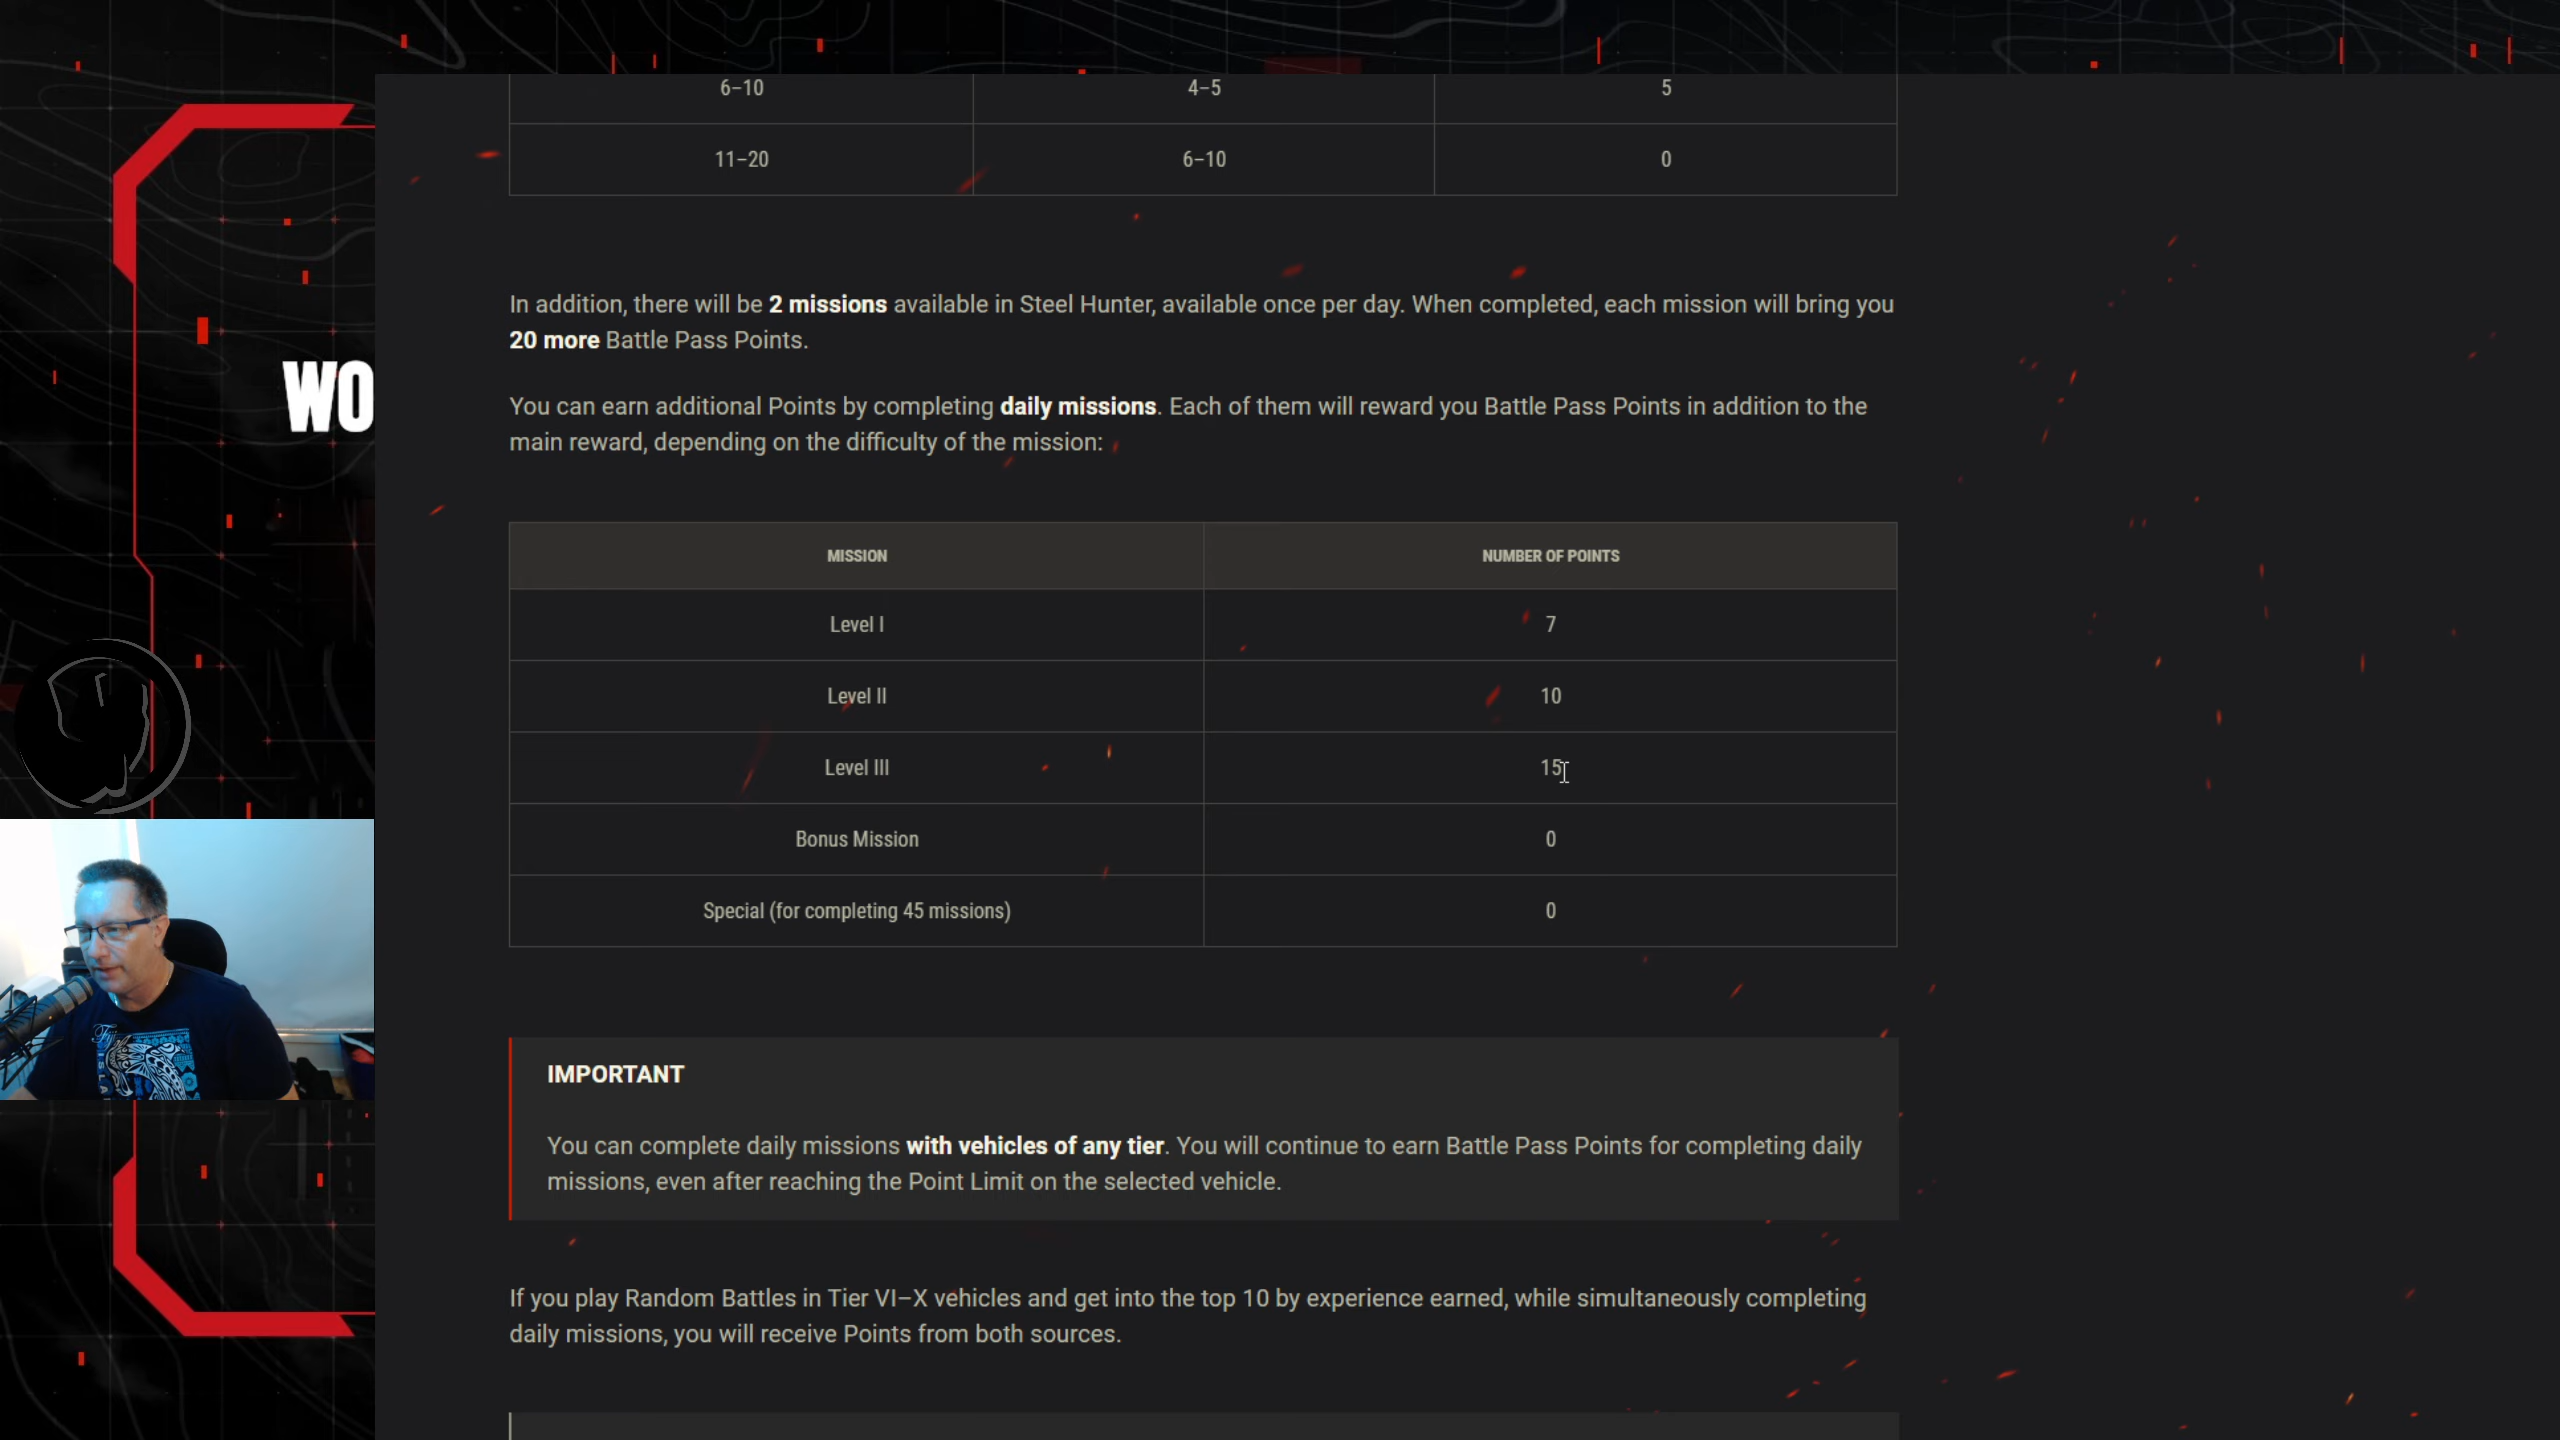 6–10 4–5 5
11–20 6–10 0
In addition, there will be 2 missions available in Steel Hunter, available once per day. When completed, each mission will bring you
20 more Battle Pass Points.
You can earn additional Points by completing daily missions. Each of them will reward you Battle Pass Points in addition to the
main reward, depending on the difficulty of the mission:
WO
MISSION NUMBER OF POINTS
Level I 7
Level II 10
Level III 15
Bonus Mission 0
Special (for completing 45 missions) 0
IMPORTANT
You can complete daily missions with vehicles of any tier. You will continue to earn Battle Pass Points for completing daily
missions, even after reaching the Point Limit on the selected vehicle.
If you play Random Battles in Tier VI–X vehicles and get into the top 10 by experience earned, while simultaneously completing
daily missions, you will receive Points from both sources.